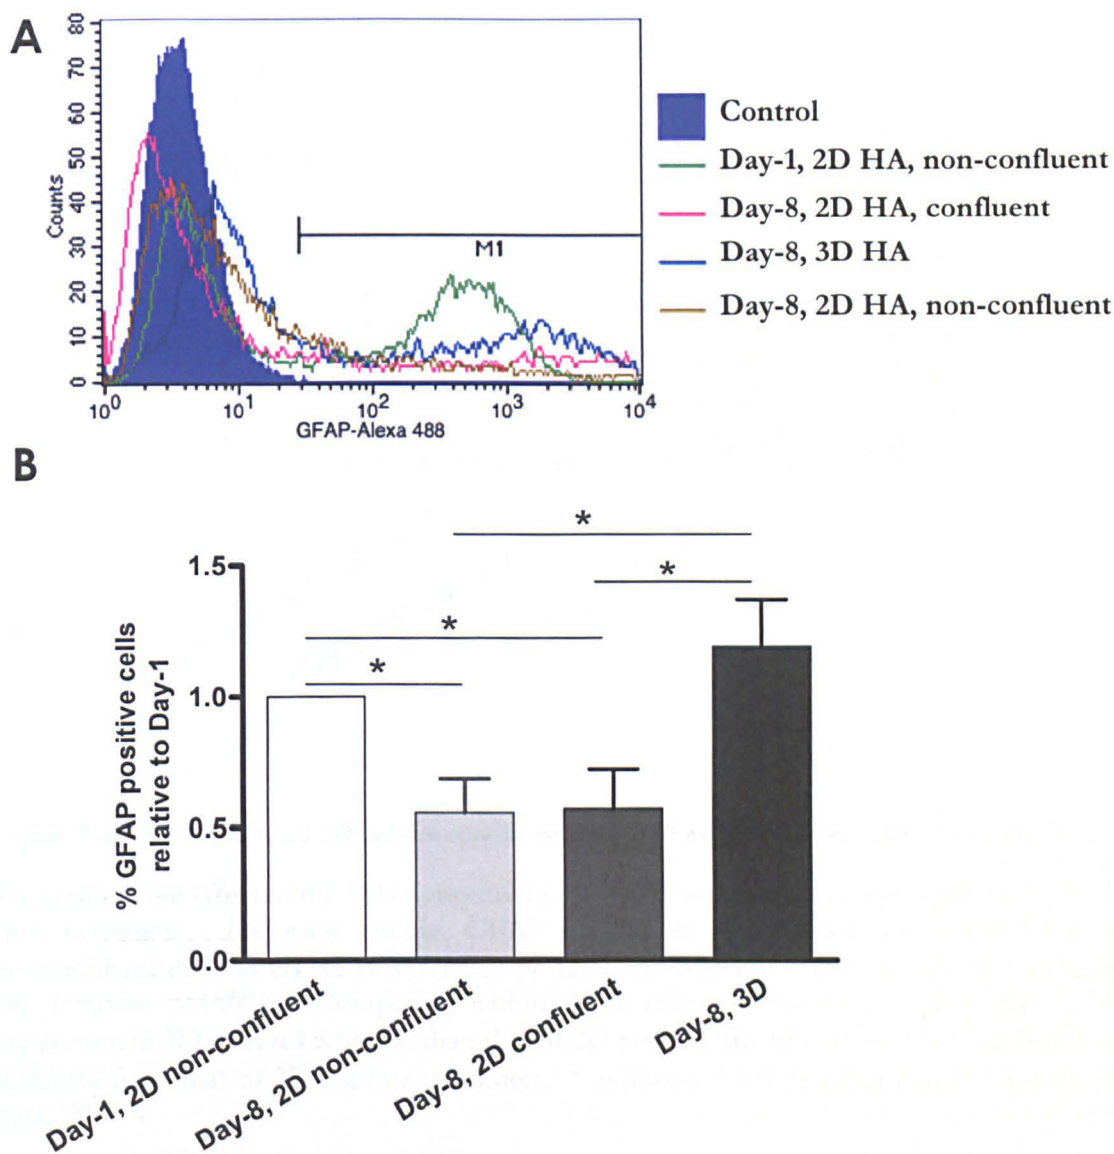 A
80
70
60
50
40
30
20
10
0
Counts
M1
10^0 10^1 10^2 10^3 10^4
GFAP-Alexa 488
Control
Day-1, 2D HA, non-confluent
Day-8, 2D HA, confluent
Day-8, 3D HA
Day-8, 2D HA, non-confluent
B
% GFAP positive cells
relative to Day-1
1.5
1.0
0.5
0.0
*
*
*
*
Day-1, 2D non-confluent
Day-8, 2D non-confluent
Day-8, 2D confluent
Day-8, 3D